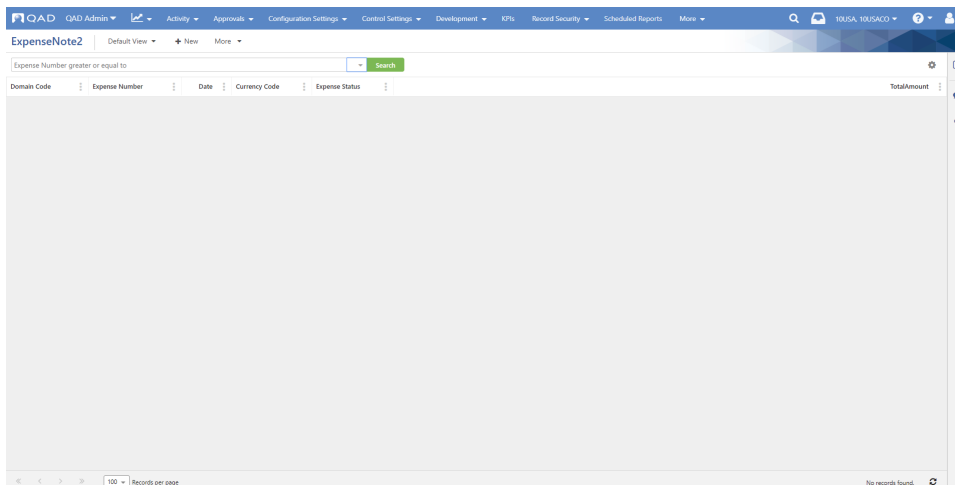 QAD QAD Admin Activity Approvals Configuration Settings Control Settings Development KPIs Record Security Scheduled Reports More 10USA, 10USACO ?
ExpenseNote2 Default View + New More
Expense Number greater or equal to Search
Domain Code Expense Number Date Currency Code Expense Status TotalAmount
100 Records per page No records found.